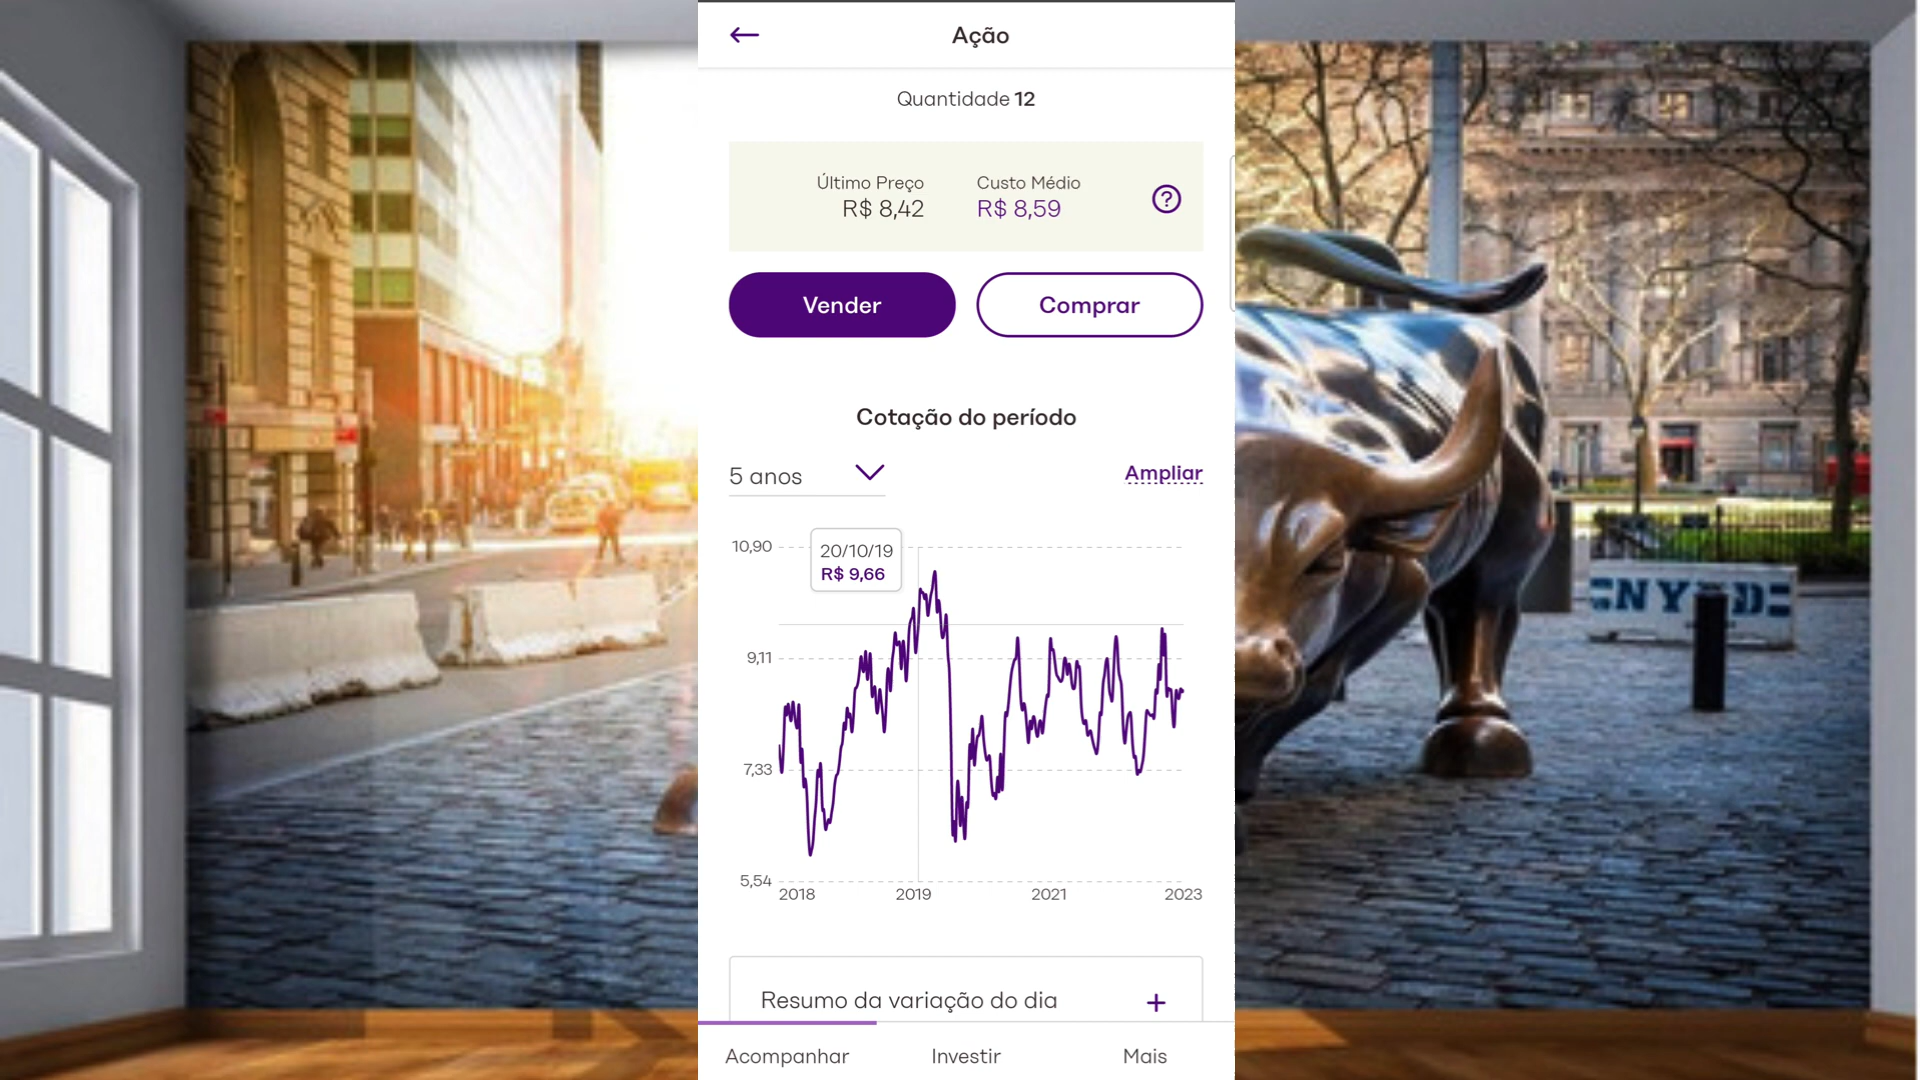 Ação
Quantidade 12
Último Preço
R$ 8,42
Custo Médio
R$ 8,59
?
Vender
Comprar
Cotação do período
5 anos
Ampliar
10,90
20/10/19
R$ 9,66
9,11
7,33
5,54
2018
2019
2021
2023
Resumo da variação do dia
+
Acompanhar
Investir
Mais
NY